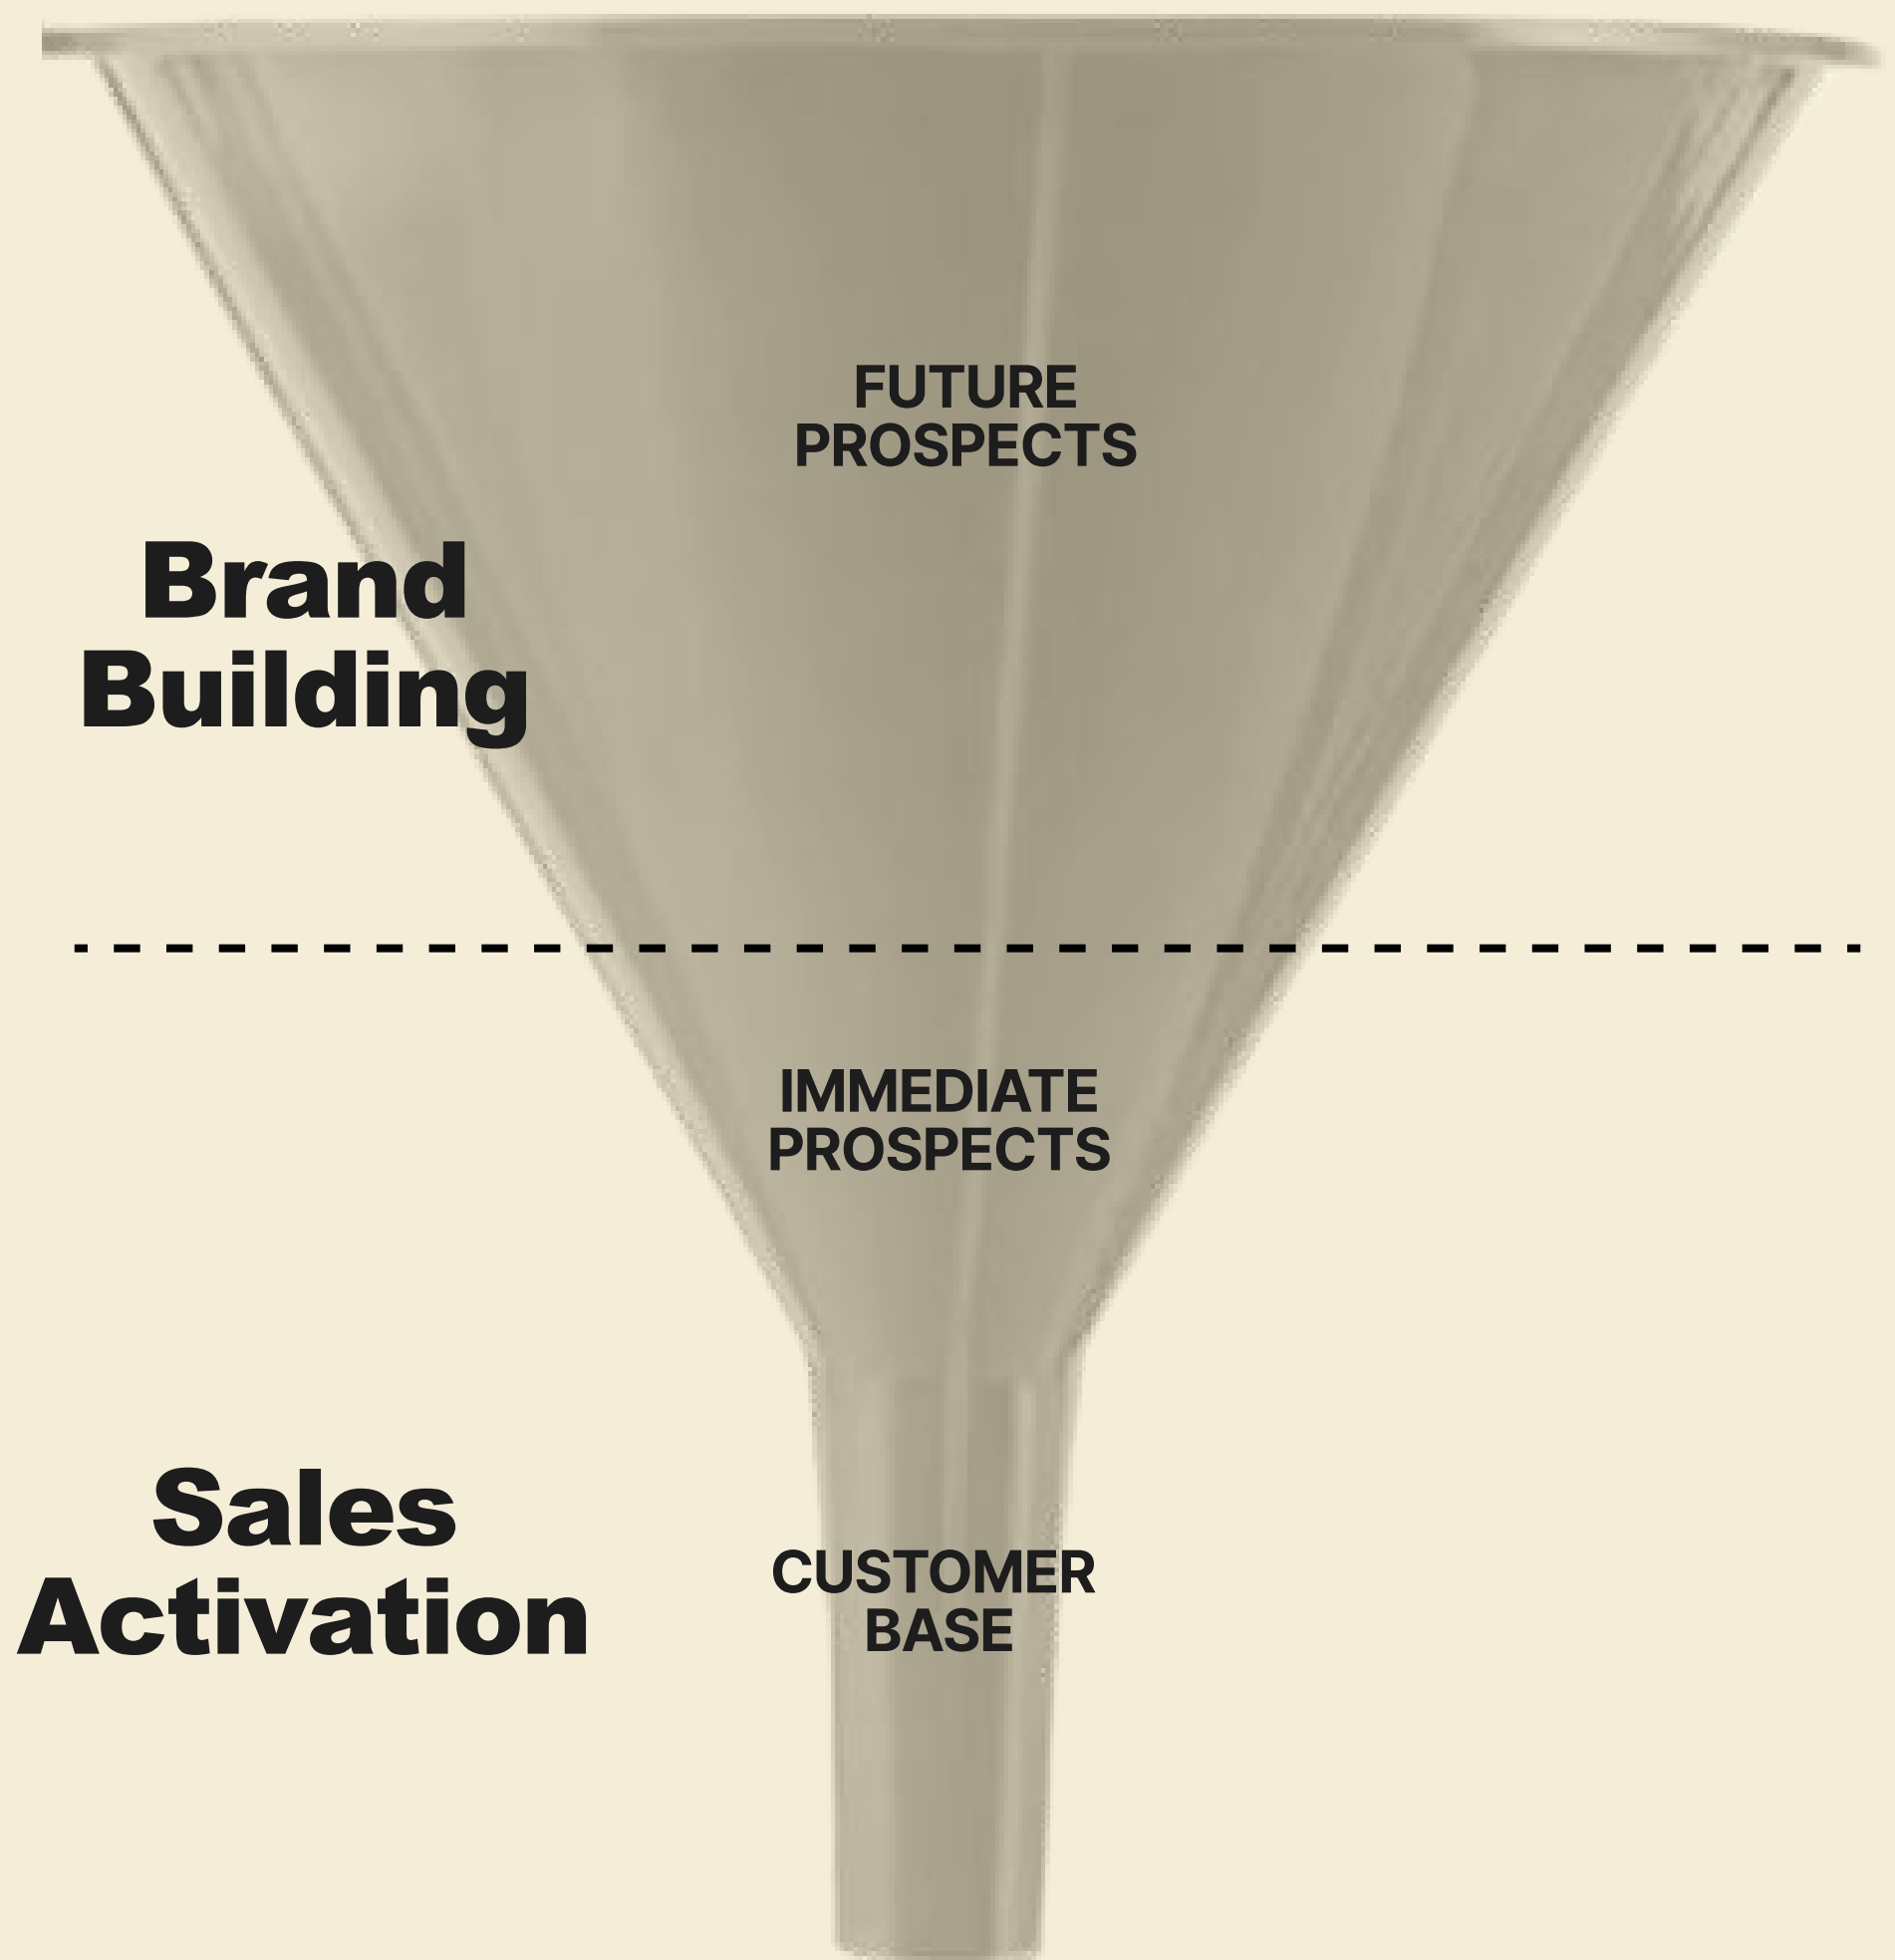 FUTURE
PROSPECTS
Brand
Building
IMMEDIATE
PROSPECTS
Sales
Activation
CUSTOMER
BASE